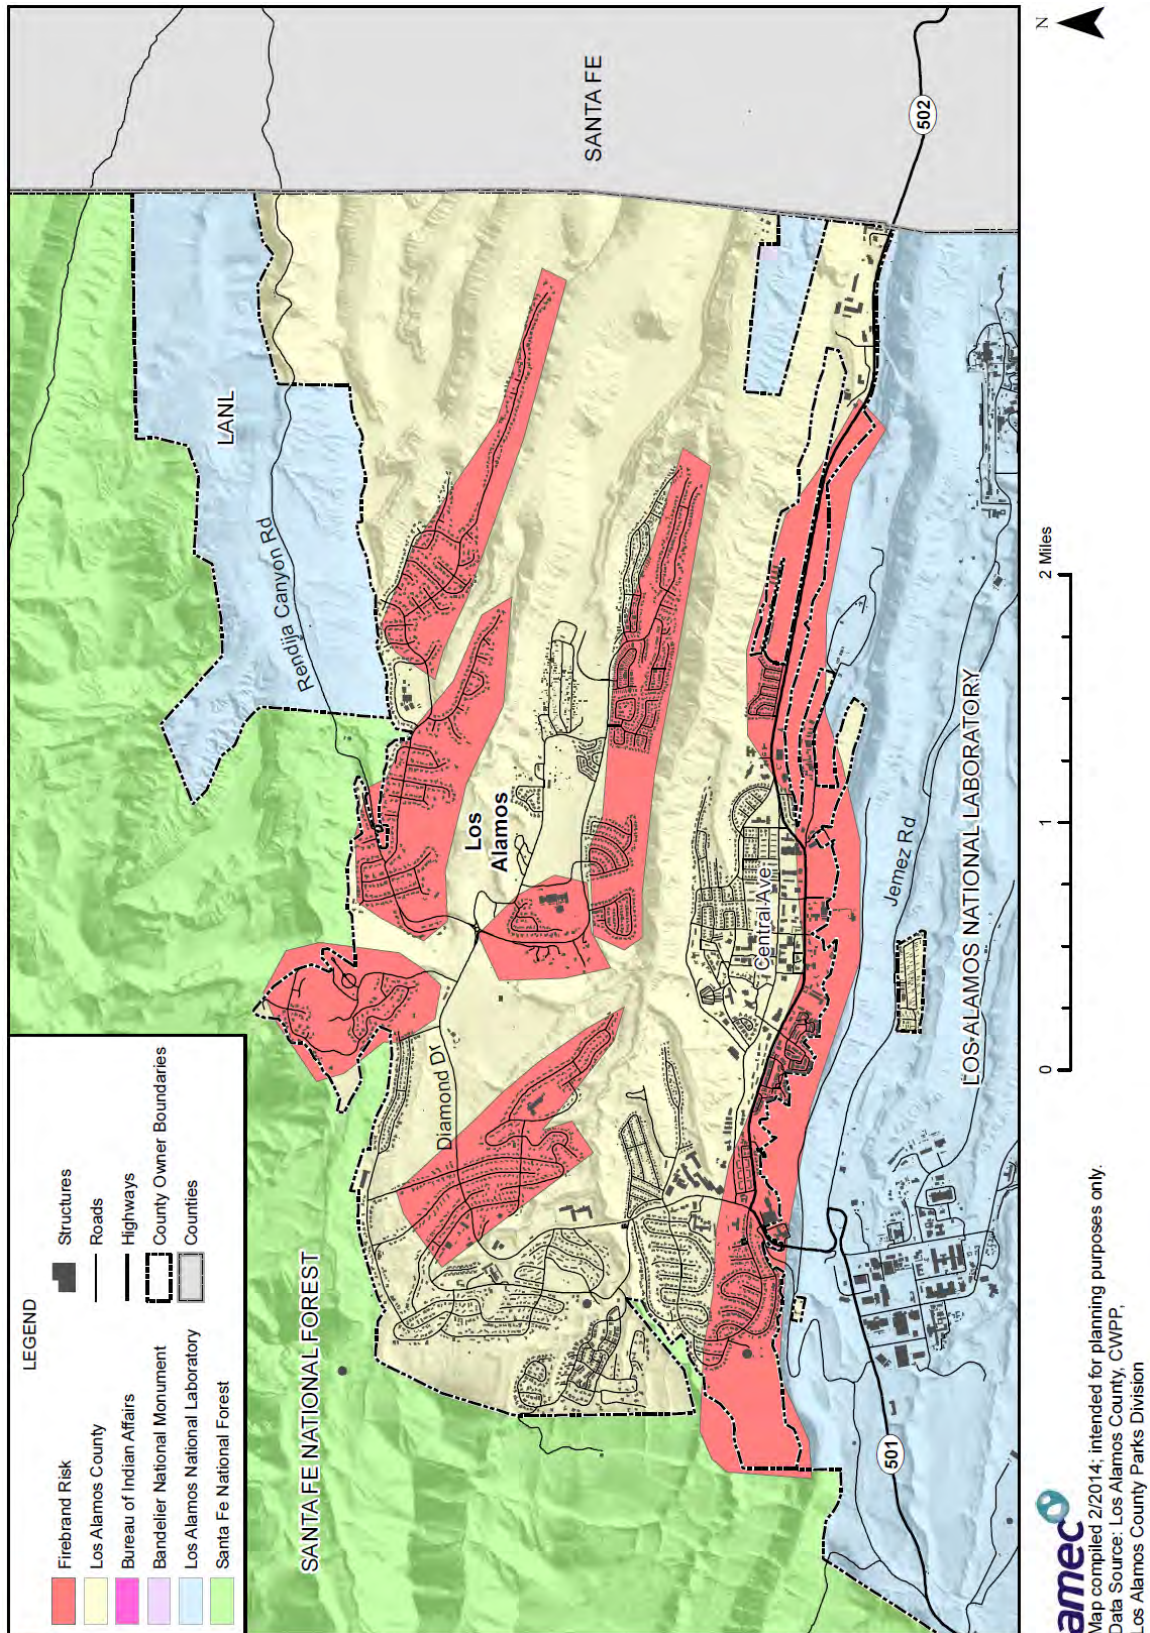 LEGEND
Firebrand Risk
Los Alamos County
Bureau of Indian Affairs
Bandelier National Monument
Los Alamos National Laboratory
Santa Fe National Forest
Structures
Roads
Highways
County Owner Boundaries
Counties
SANTA FE NATIONAL FOREST
LANL
Rendija Canyon Rd
SANTA FE
Diamond Dr
Los
Alamos
Central Ave
502
Jemez Rd
LOS ALAMOS NATIONAL LABORATORY
501
N
0
1
2 Miles
amec
Map compiled 2/2014; intended for planning purposes only.
Data Source: Los Alamos County, CWPP,
Los Alamos County Parks Division